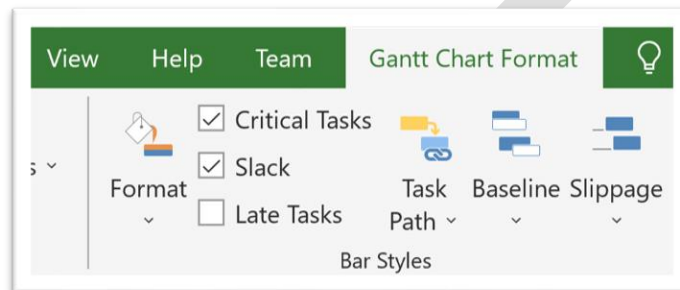 View Help Team Gantt Chart Format
s
Format
Critical Tasks
Slack
Late Tasks
Task
Path
Baseline
Slippage
Bar Styles